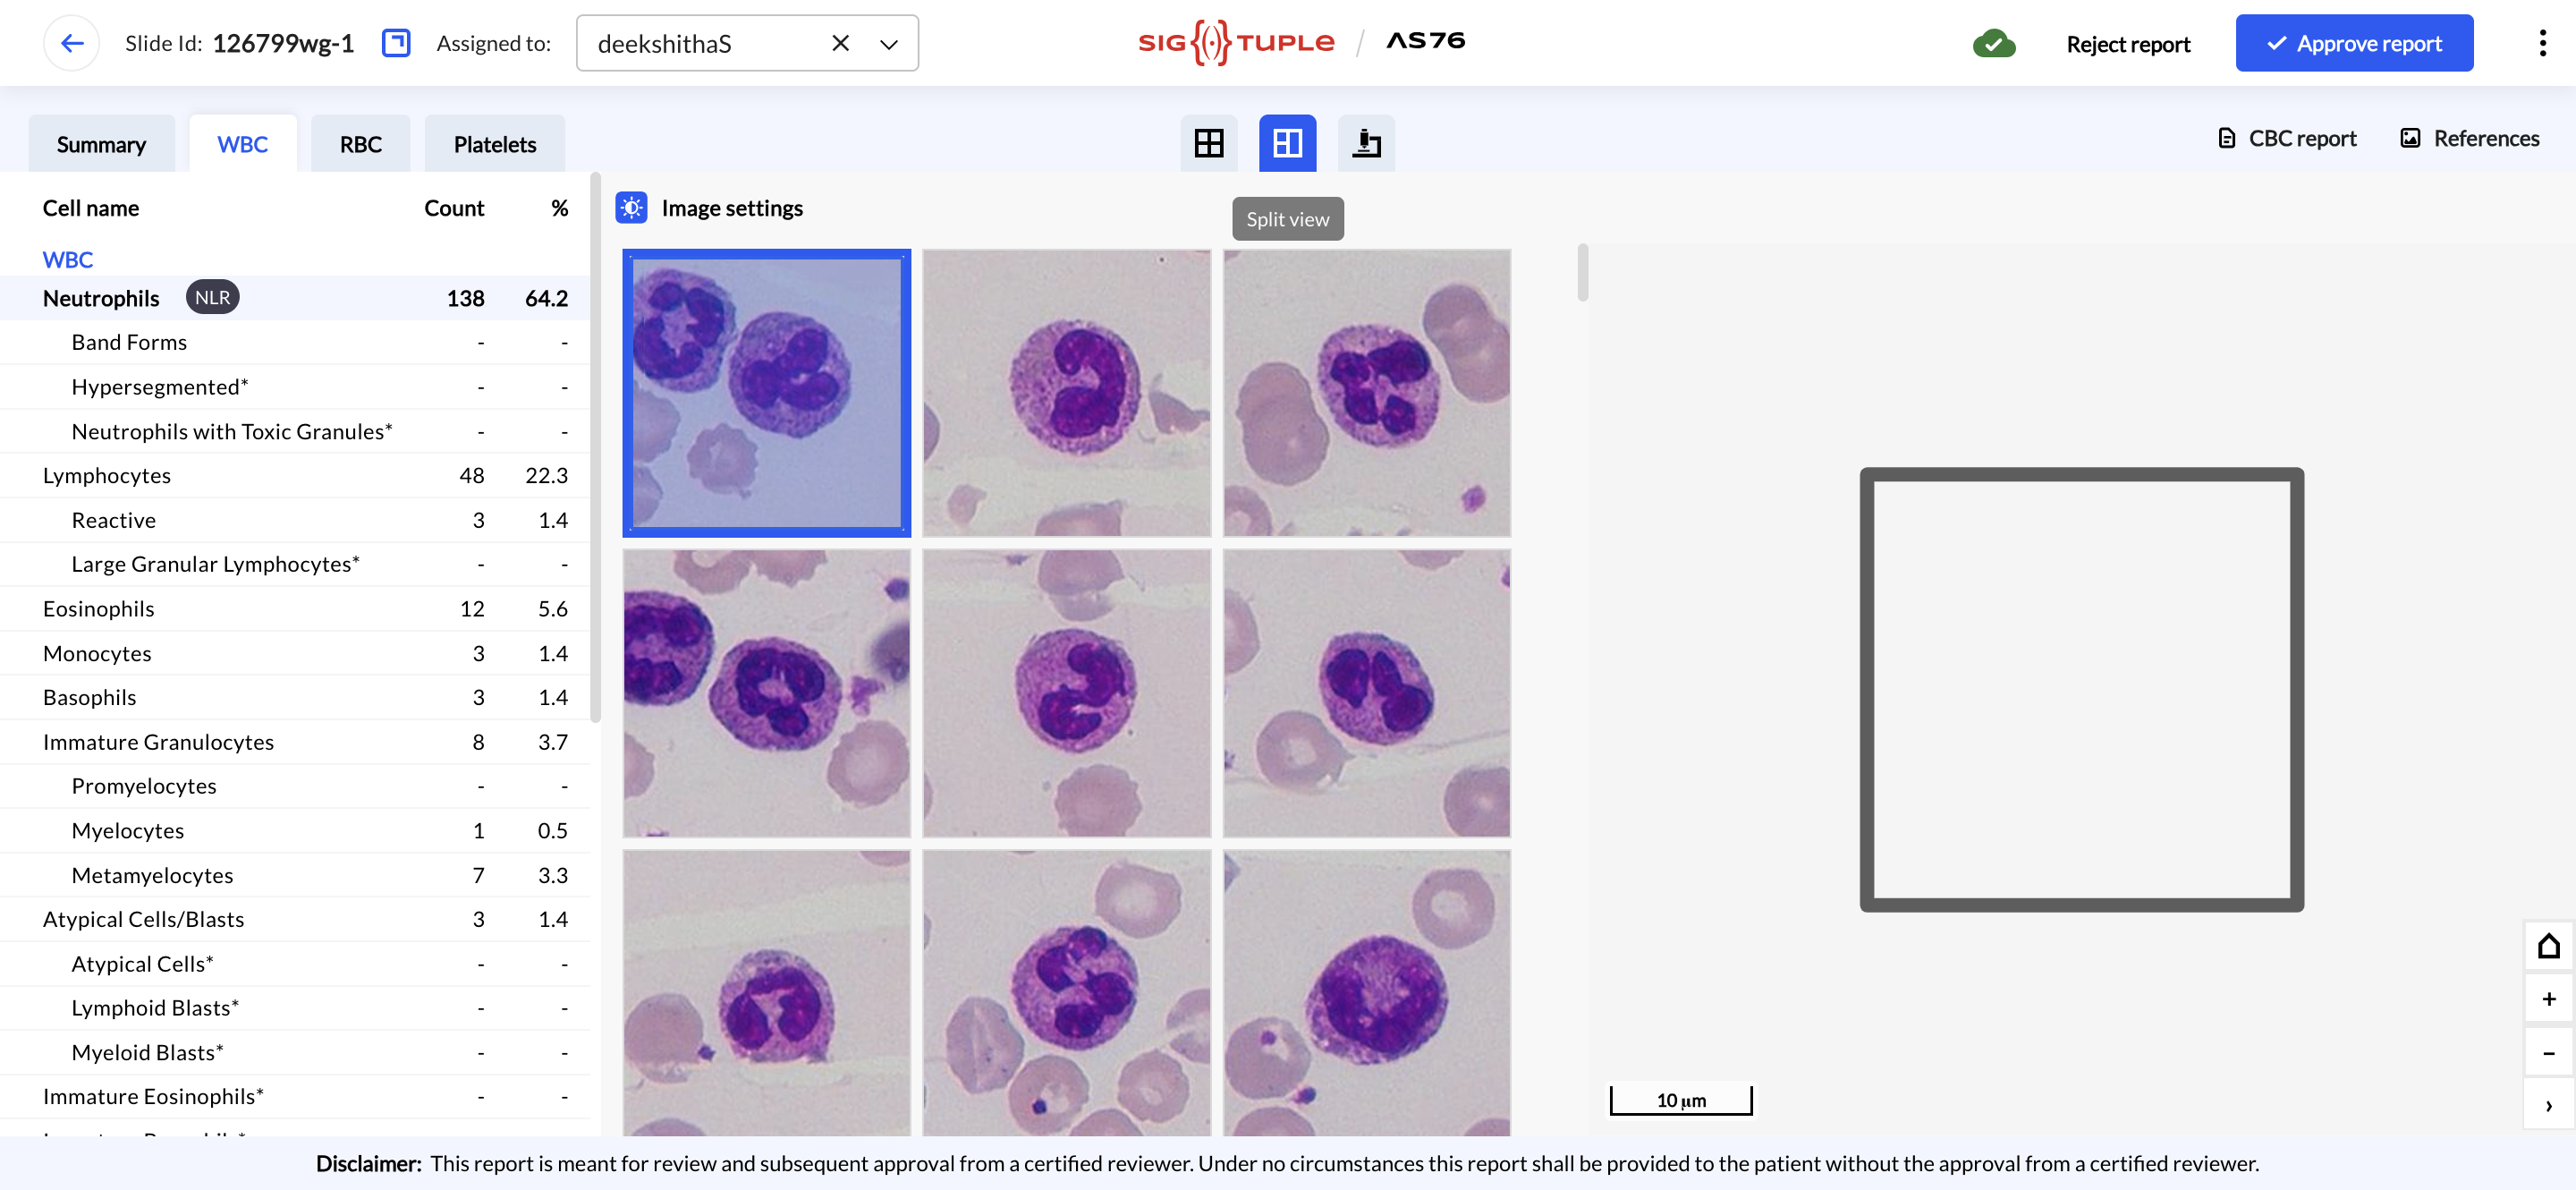 Slide Id: 126799wg-1 Assigned to: deekshithaS SIG TUPLE / AS76 Reject report Approve report
Summary WBC RBC Platelets CBC report References
Cell name Count %
Image settings
Split view
WBC
Neutrophils NLR 138 64.2
Band Forms - -
Hypersegmented* - -
Neutrophils with Toxic Granules* - -
Lymphocytes 48 22.3
Reactive 3 1.4
Large Granular Lymphocytes* - -
Eosinophils 12 5.6
Monocytes 3 1.4
Basophils 3 1.4
Immature Granulocytes 8 3.7
Promyelocytes - -
Myelocytes 1 0.5
Metamyelocytes 7 3.3
Atypical Cells/Blasts 3 1.4
Atypical Cells* - -
Lymphoid Blasts* - -
Myeloid Blasts* - -
Immature Eosinophils* - -
10 μm
Disclaimer: This report is meant for review and subsequent approval from a certified reviewer. Under no circumstances this report shall be provided to the patient without the approval from a certified reviewer.